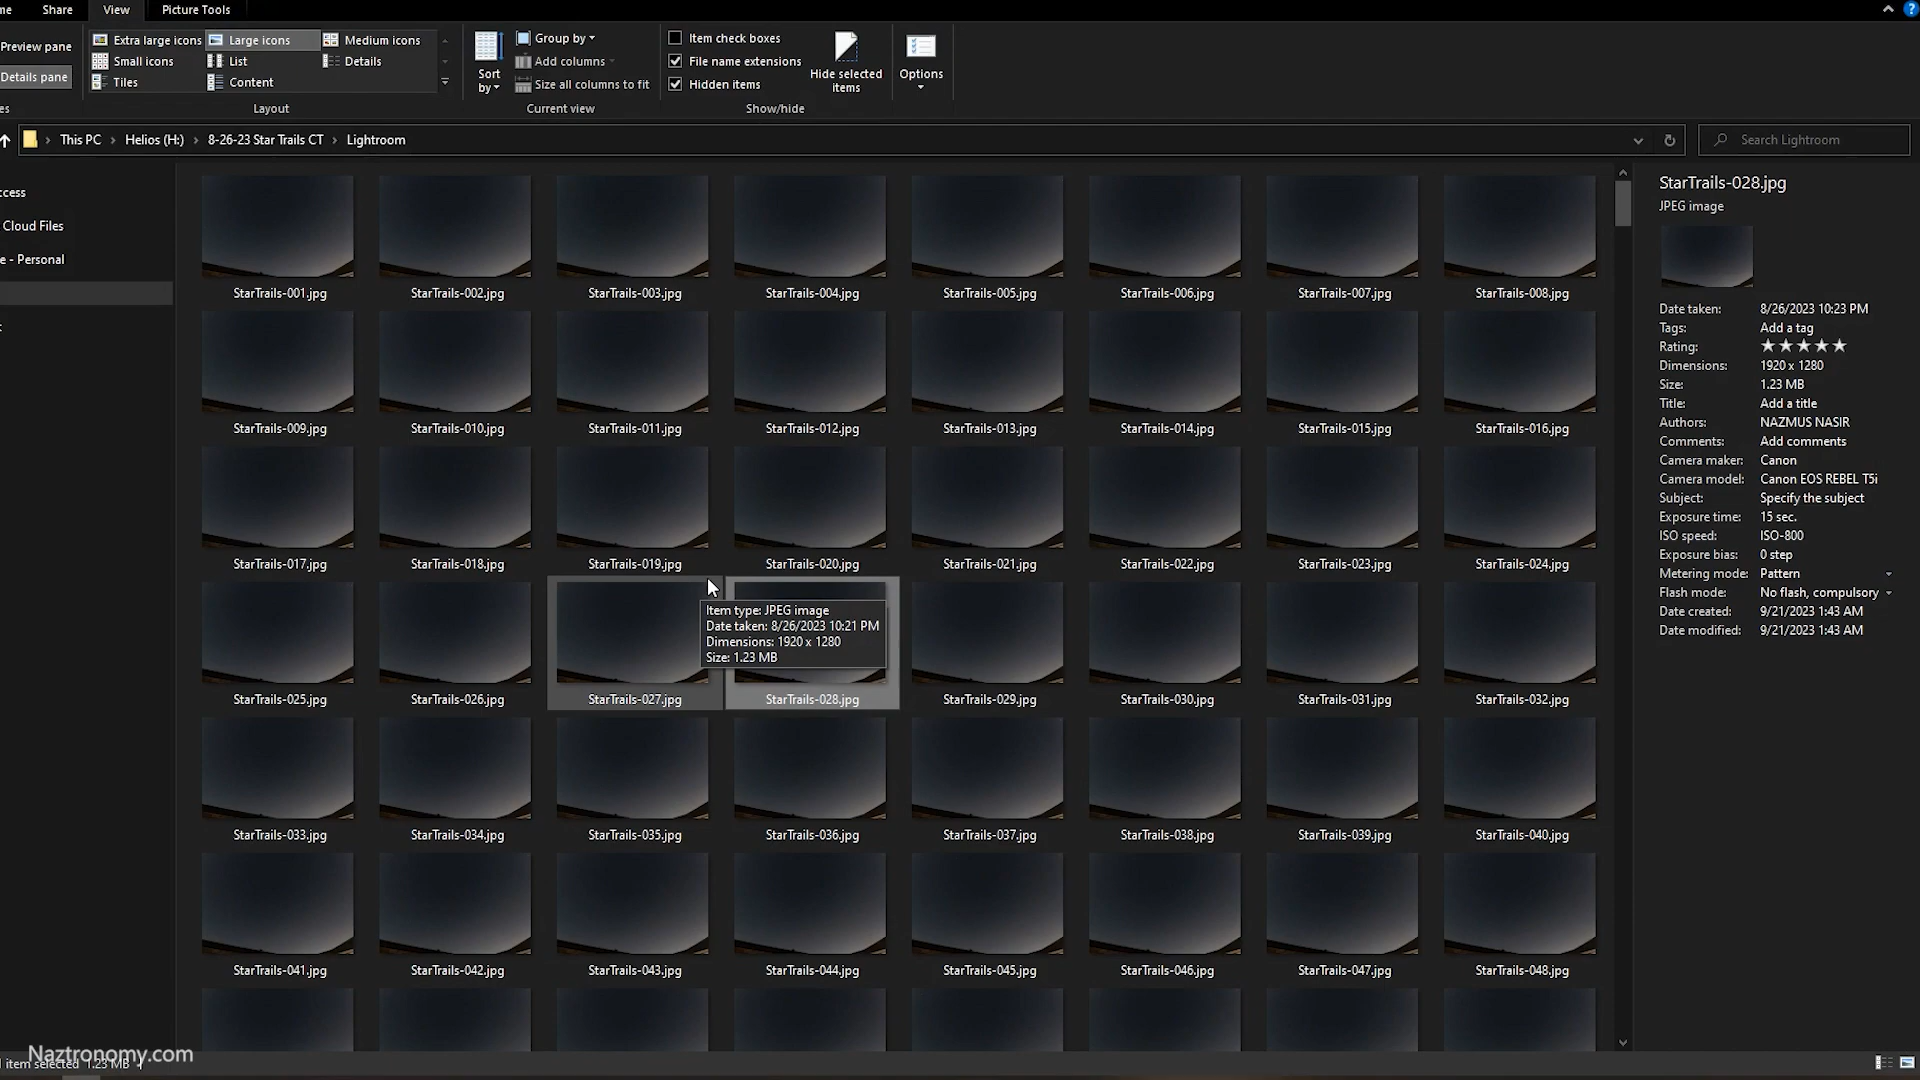 me Share View Picture Tools
Preview pane
Details pane
es
Extra large icons Large icons Medium icons
Small icons List Details
Tiles Content
Layout
Sort by
Group by
Add columns
Size all columns to fit
Current view
Item check boxes
File name extensions
Hidden items
Hide selected items
Show/hide
Options
This PC > Helios (H:) > 8-26-23 Star Trails CT > Lightroom
Search Lightroom
ccess
Cloud Files
e - Personal
StarTrails-001.jpg StarTrails-002.jpg StarTrails-003.jpg StarTrails-004.jpg StarTrails-005.jpg StarTrails-006.jpg StarTrails-007.jpg StarTrails-008.jpg
StarTrails-009.jpg StarTrails-010.jpg StarTrails-011.jpg StarTrails-012.jpg StarTrails-013.jpg StarTrails-014.jpg StarTrails-015.jpg StarTrails-016.jpg
StarTrails-017.jpg StarTrails-018.jpg StarTrails-019.jpg StarTrails-020.jpg StarTrails-021.jpg StarTrails-022.jpg StarTrails-023.jpg StarTrails-024.jpg
Item type: JPEG image
Date taken: 8/26/2023 10:21 PM
Dimensions: 1920 x 1280
Size: 1.23 MB
StarTrails-025.jpg StarTrails-026.jpg StarTrails-027.jpg StarTrails-028.jpg StarTrails-029.jpg StarTrails-030.jpg StarTrails-031.jpg StarTrails-032.jpg
StarTrails-033.jpg StarTrails-034.jpg StarTrails-035.jpg StarTrails-036.jpg StarTrails-037.jpg StarTrails-038.jpg StarTrails-039.jpg StarTrails-040.jpg
StarTrails-041.jpg StarTrails-042.jpg StarTrails-043.jpg StarTrails-044.jpg StarTrails-045.jpg StarTrails-046.jpg StarTrails-047.jpg StarTrails-048.jpg
StarTrails-028.jpg
JPEG image
Date taken: 8/26/2023 10:23 PM
Tags: Add a tag
Rating: ★★★★★
Dimensions: 1920 x 1280
Size: 1.23 MB
Title: Add a title
Authors: NAZMUS NASIR
Comments: Add comments
Camera maker: Canon
Camera model: Canon EOS REBEL T5i
Subject: Specify the subject
Exposure time: 15 sec.
ISO speed: ISO-800
Exposure bias: 0 step
Metering mode: Pattern
Flash mode: No flash, compulsory
Date created: 9/21/2023 1:43 AM
Date modified: 9/21/2023 1:43 AM
Naztronomy.com
item selected 1.23 MB